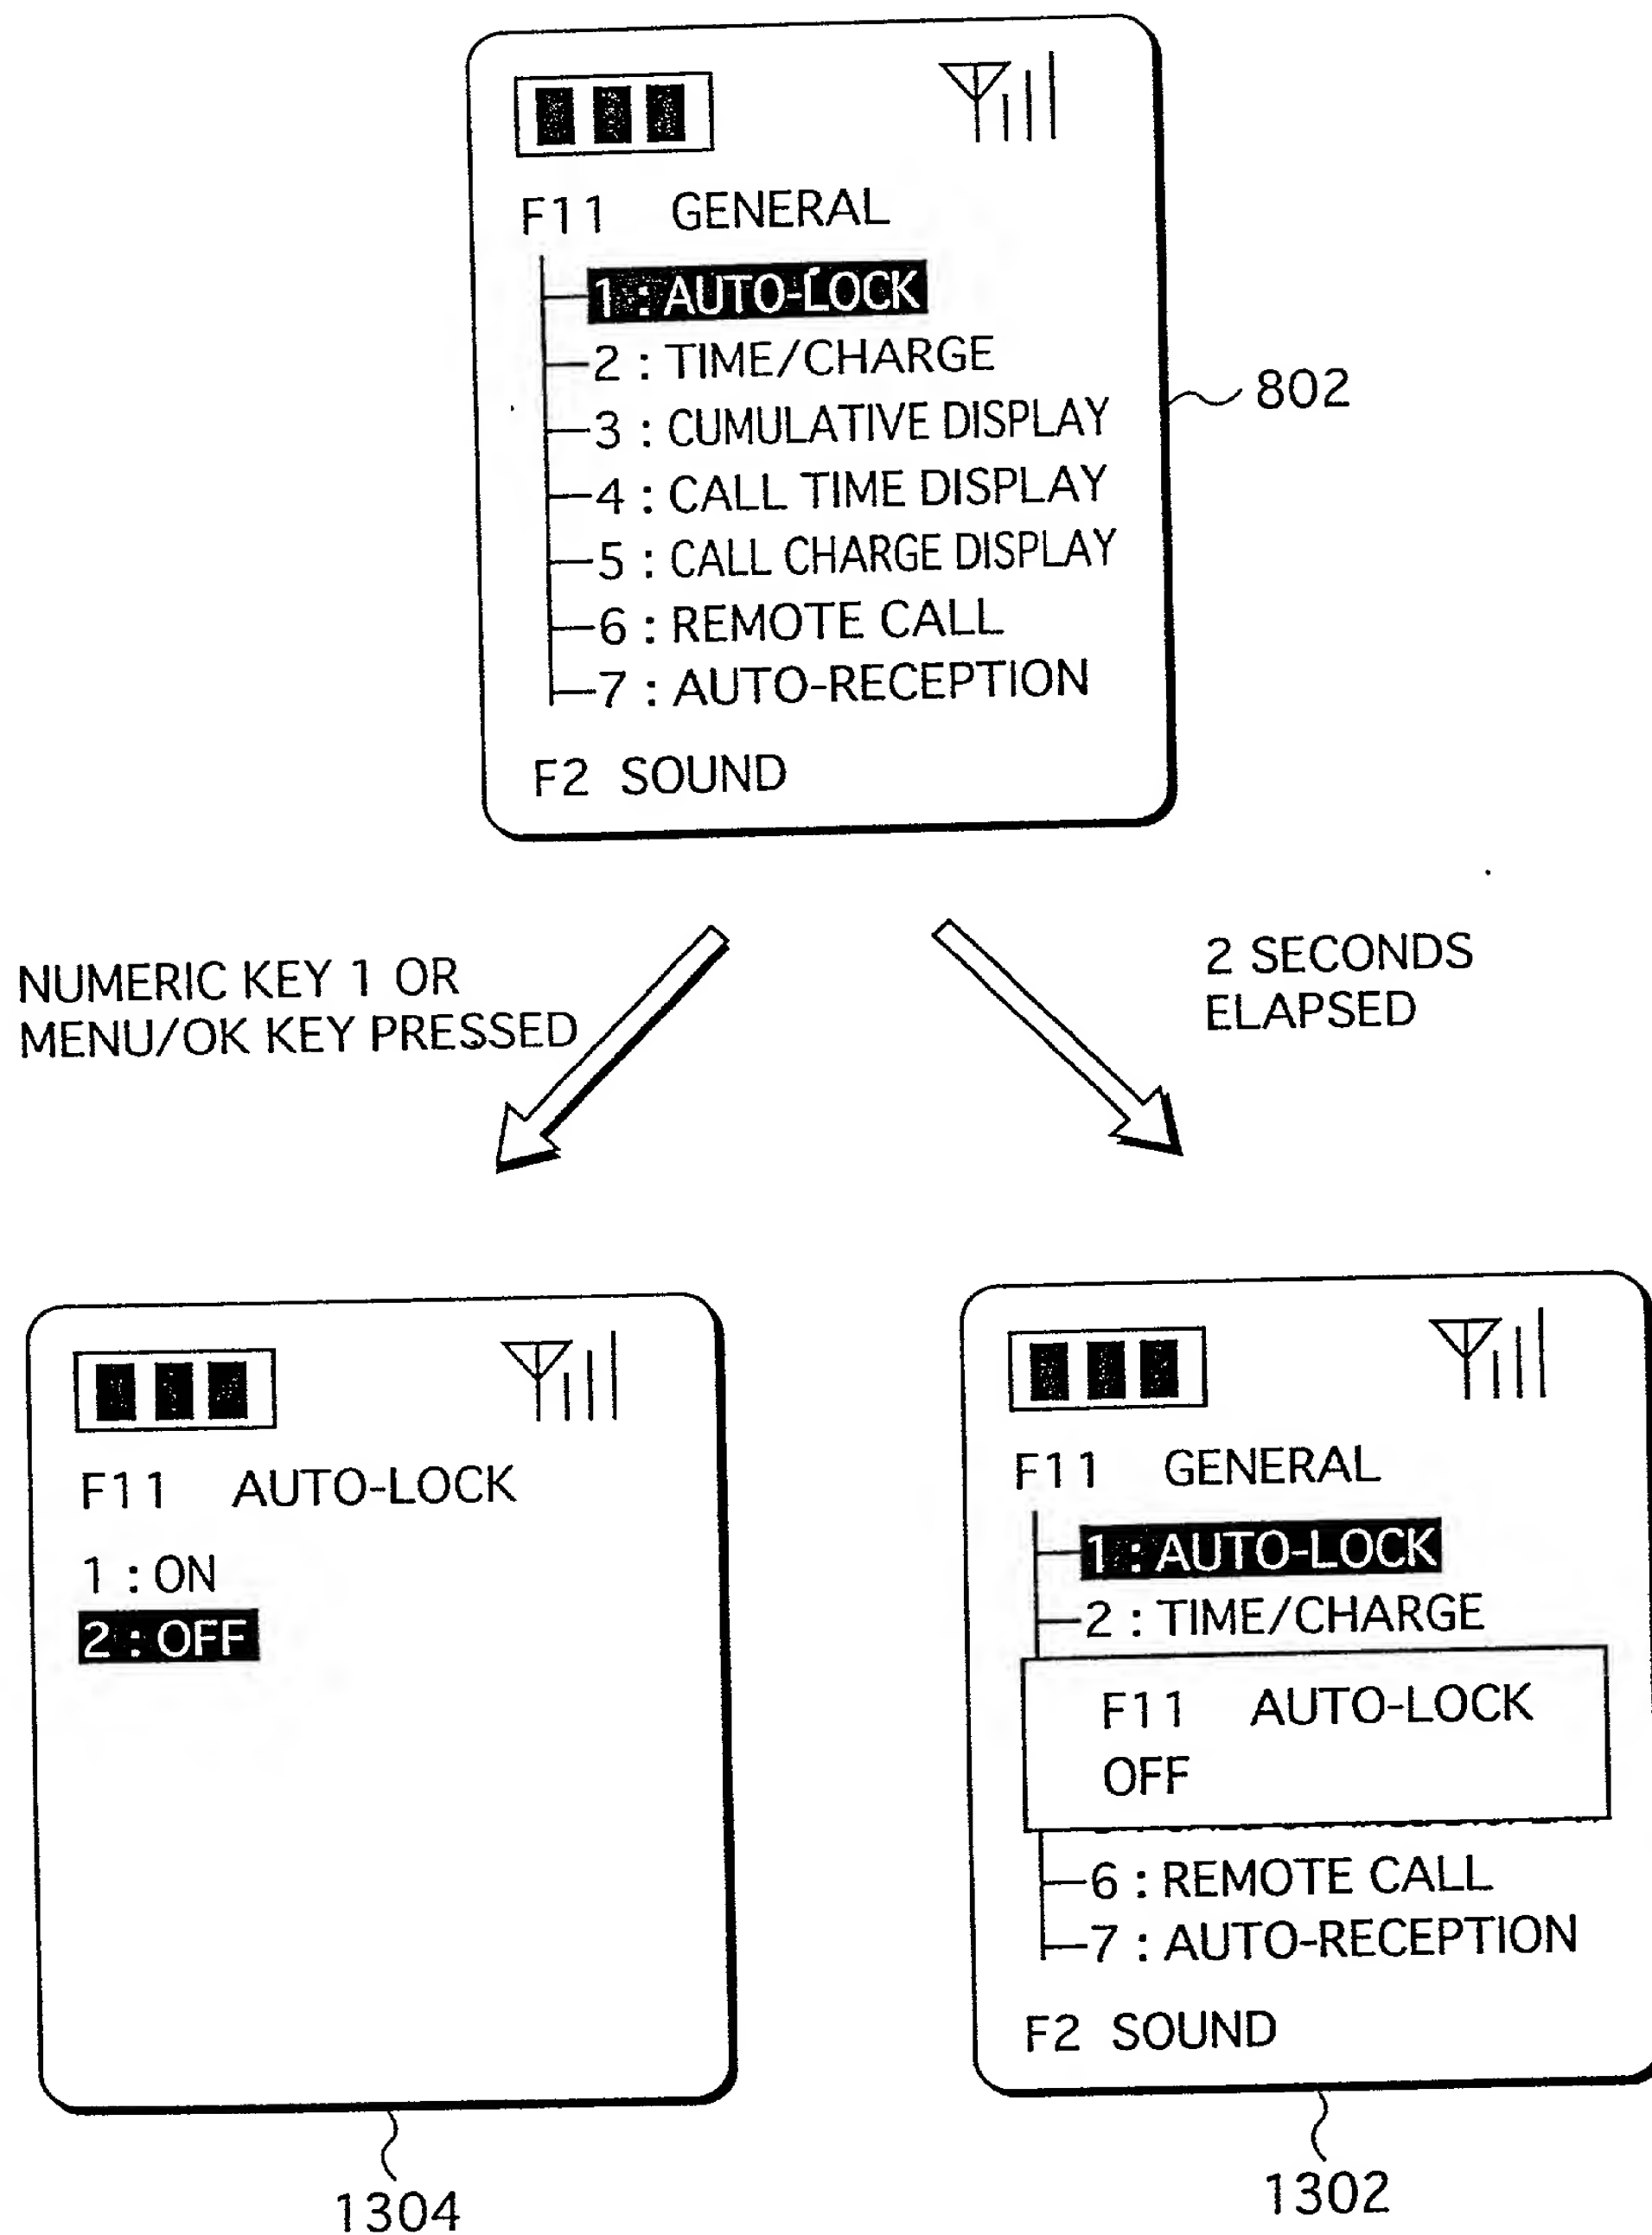 F11 GENERAL
1 : AUTO-LOCK
2 : TIME/CHARGE
3 : CUMULATIVE DISPLAY
4 : CALL TIME DISPLAY
5 : CALL CHARGE DISPLAY
6 : REMOTE CALL
7 : AUTO-RECEPTION
F2 SOUND
802
NUMERIC KEY 1 OR
MENU/OK KEY PRESSED
2 SECONDS
ELAPSED
F11 AUTO-LOCK
1 : ON
2 : OFF
1304
F11 GENERAL
1 : AUTO-LOCK
2 : TIME/CHARGE
F11 AUTO-LOCK
OFF
6 : REMOTE CALL
7 : AUTO-RECEPTION
F2 SOUND
1302